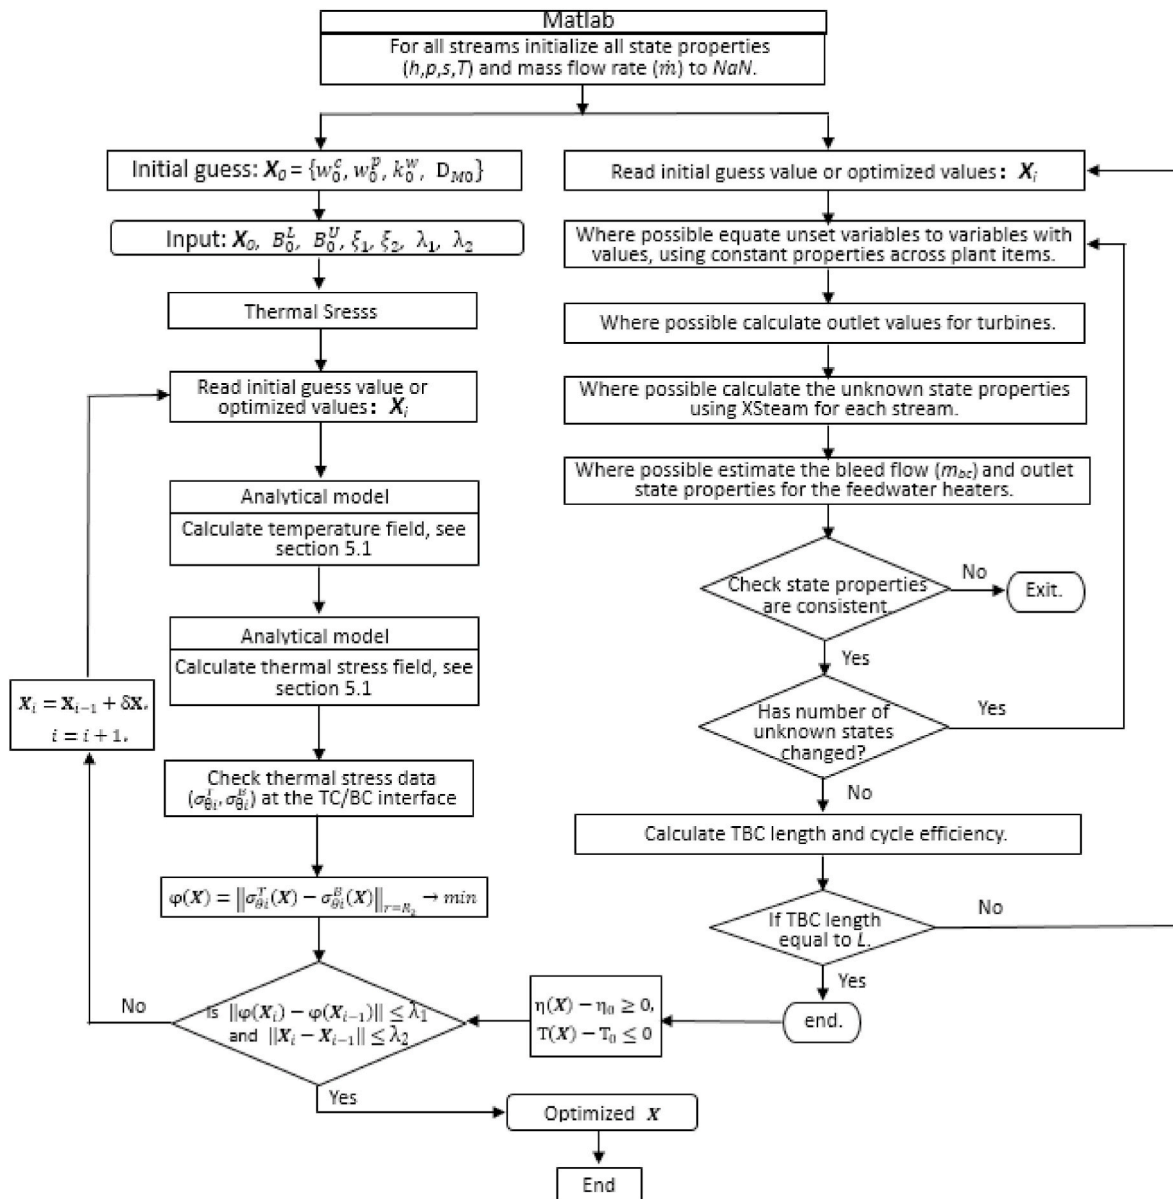 Matlab
For all streams initialize all state properties
(h,p,s,T) and mass flow rate (ṁ) to NaN.
Initial guess: X₀ = {w₀ᶜ, w₀ᵖ, k₀ʷ, D_M0}
Input: X₀, B₀ᴸ, B₀ᵁ, ξ₁, ξ₂, λ₁, λ₂
Thermal Sresss
Read initial guess value or
optimized values: Xᵢ
Analytical model
Calculate temperature field, see
section 5.1
Analytical model
Calculate thermal stress field, see
section 5.1
Xᵢ = Xᵢ₋₁ + δX,
i = i + 1,
Check thermal stress data
(σ_θi^T, σ_θi^B) at the TC/BC interface
φ(X) = ‖σ_θi^T(X) − σ_θi^B(X)‖_r=R₂ → min
No
Is ‖φ(Xᵢ) − φ(Xᵢ₋₁)‖ ≤ λ₁
and ‖Xᵢ − Xᵢ₋₁‖ ≤ λ₂
Yes
Read initial guess value or optimized values: Xᵢ
Where possible equate unset variables to variables with
values, using constant properties across plant items.
Where possible calculate outlet values for turbines.
Where possible calculate the unknown state properties
using XSteam for each stream.
Where possible estimate the bleed flow (m_bc) and outlet
state properties for the feedwater heaters.
Check state properties
are consistent.
No
Exit.
Yes
Has number of
unknown states
changed?
Yes
No
Calculate TBC length and cycle efficiency.
If TBC length
equal to L.
No
Yes
end.
η(X) − η₀ ≥ 0,
T(X) − T₀ ≤ 0
Optimized X
End